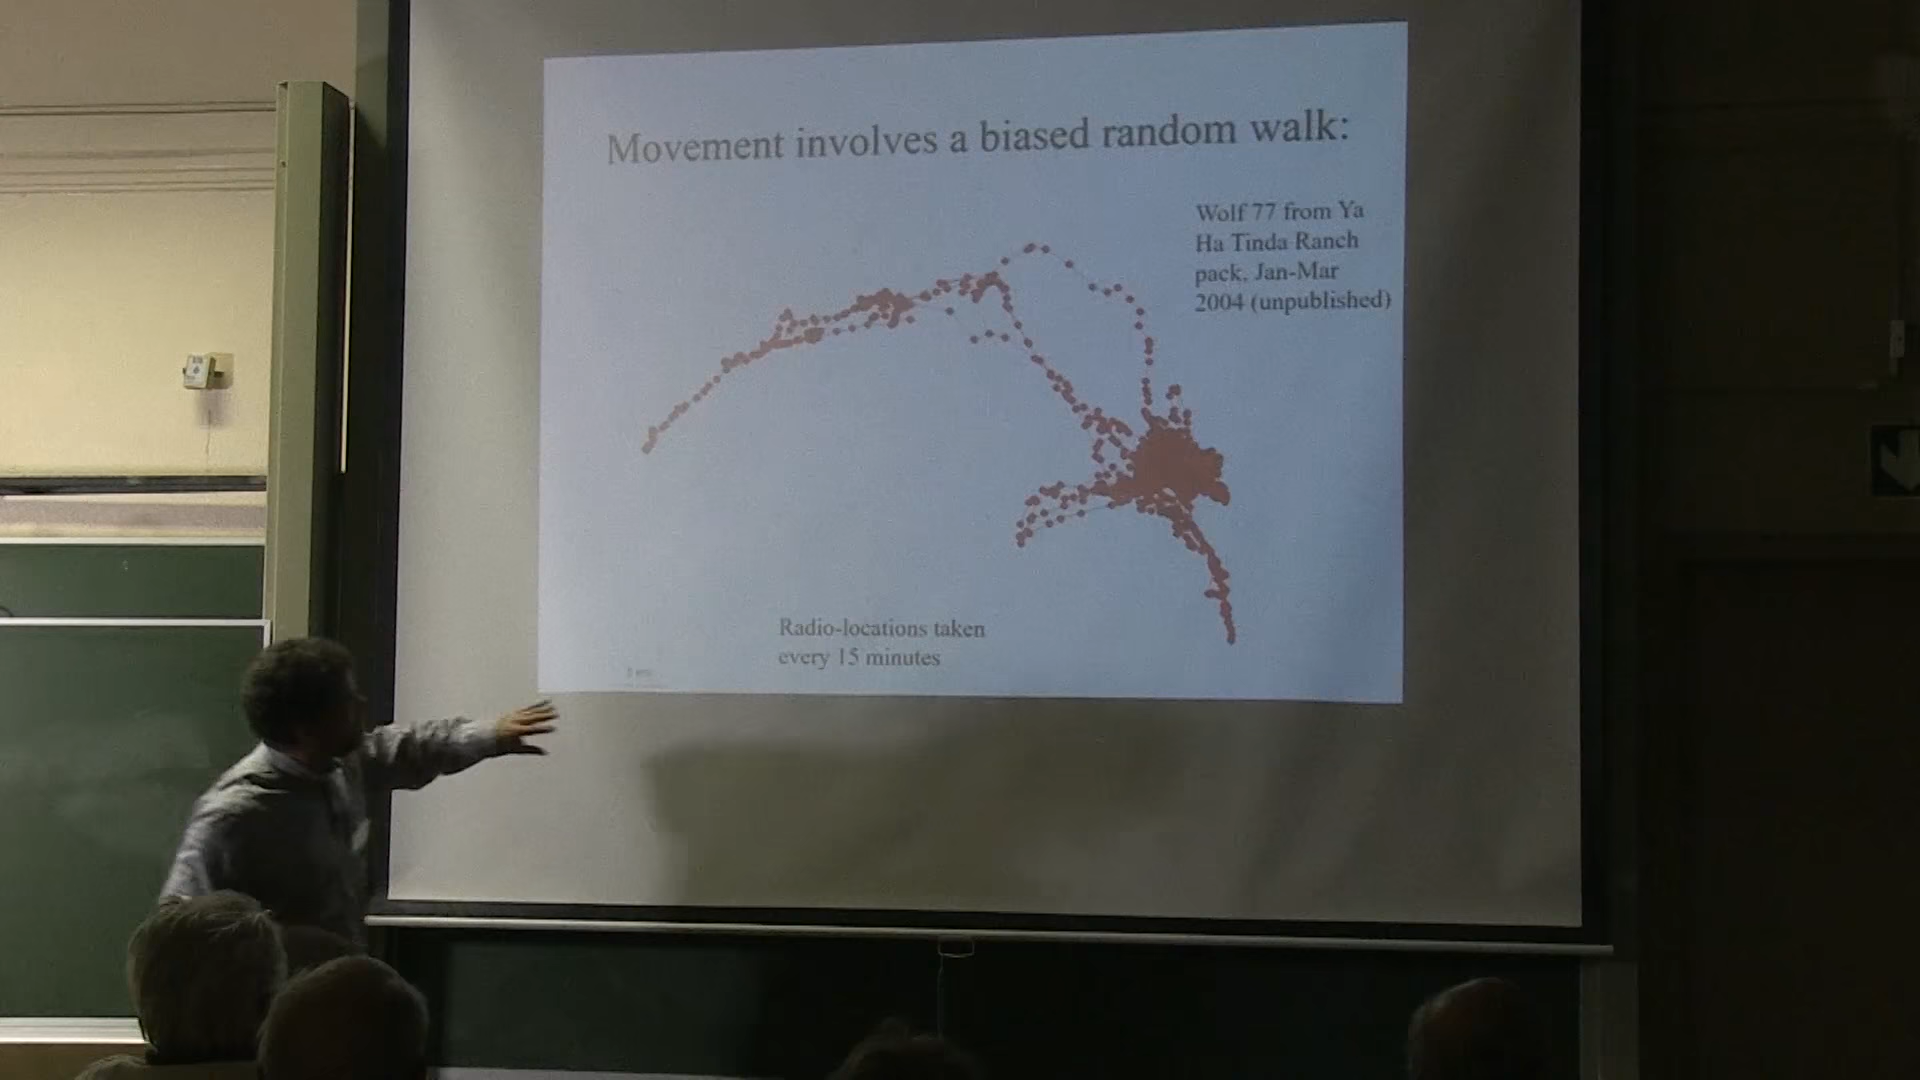 Movement involves a biased random walk:
Wolf 77 from Ya
Ha Tinda Ranch
pack, Jan-Mar
2004 (unpublished)
Radio-locations taken
every 15 minutes